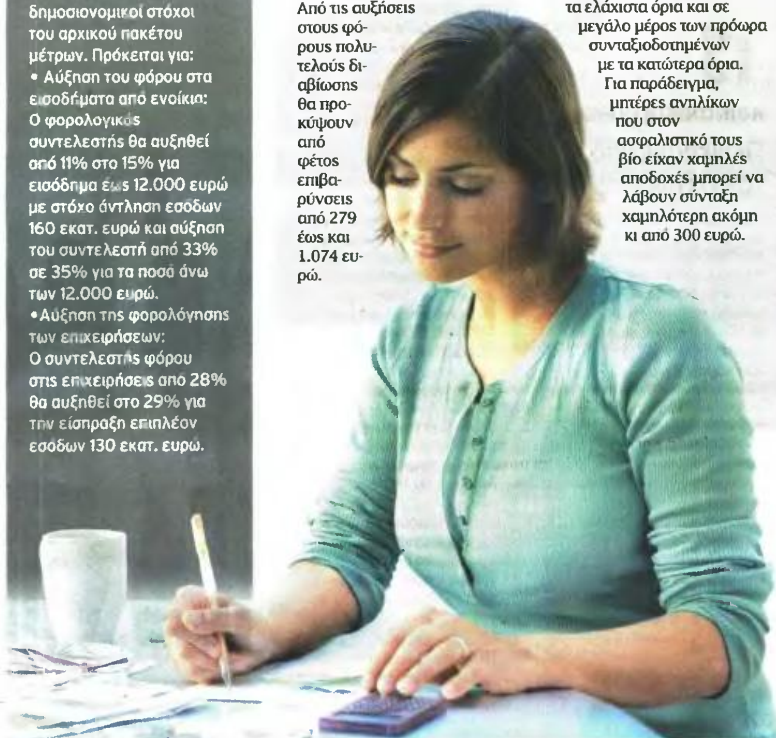 δημοσιονομικοί στόχοι
του αρχικού πακέτου
μέτρων. Πρόκειται για:
• Αύξηση του φόρου στα
εισοδήματα από ενοίκια:
Ο φορολογικός
συντελεστής θα αυξηθεί
από 11% στο 15% για
εισόδημα έως 12.000 ευρώ
με στόχο άντληση εσόδων
160 εκατ. ευρώ και αύξηση
του συντελεστή από 33%
σε 35% για τα ποσά άνω
των 12.000 ευρώ.
• Αύξηση της φορολόγησης
των επιχειρήσεων:
Ο συντελεστής φόρου
στις επιχειρήσεις από 28%
θα αυξηθεί στο 29% για
την είσπραξη επιπλέον
εσόδων 130 εκατ. ευρώ.
Από τις αυξήσεις
στους φό-
ρους πολυ-
τελούς δι-
αβίωσης
θα προ-
κύψουν
από
φέτος
επιβα-
ρύνσεις
από 279
έως και
1.074 ευ-
ρώ.
τα ελάχιστα όρια και σε
μεγάλο μέρος των πρόωρα
συνταξιοδοτημένων
με τα κατώτερα όρια.
Για παράδειγμα,
μητέρες ανηλίκων
που στον
ασφαλιστικό τους
βίο είχαν χαμηλές
αποδοχές μπορεί να
λάβουν σύνταξη
χαμηλότερη ακόμη
κι από 300 ευρώ.